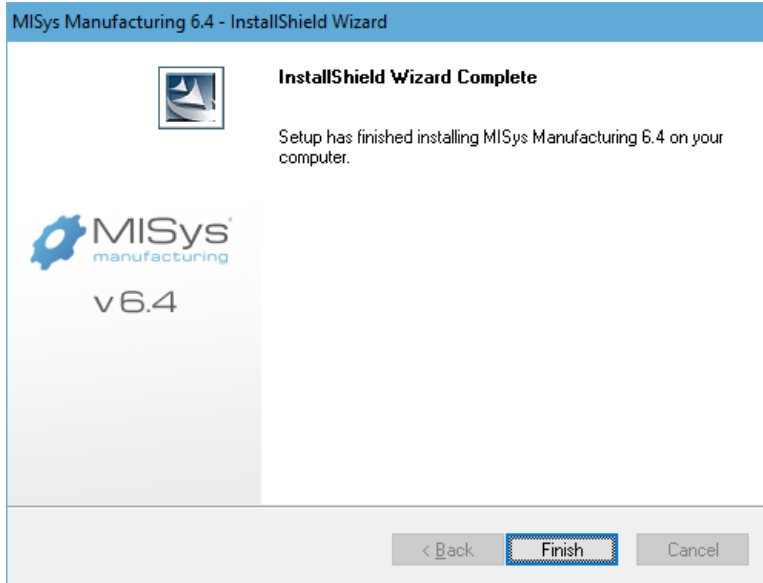 MISys Manufacturing 6.4 - InstallShield Wizard
InstallShield Wizard Complete
Setup has finished installing MISys Manufacturing 6.4 on your
computer.
MISys
manufacturing
v 6.4
< Back
Finish
Cancel